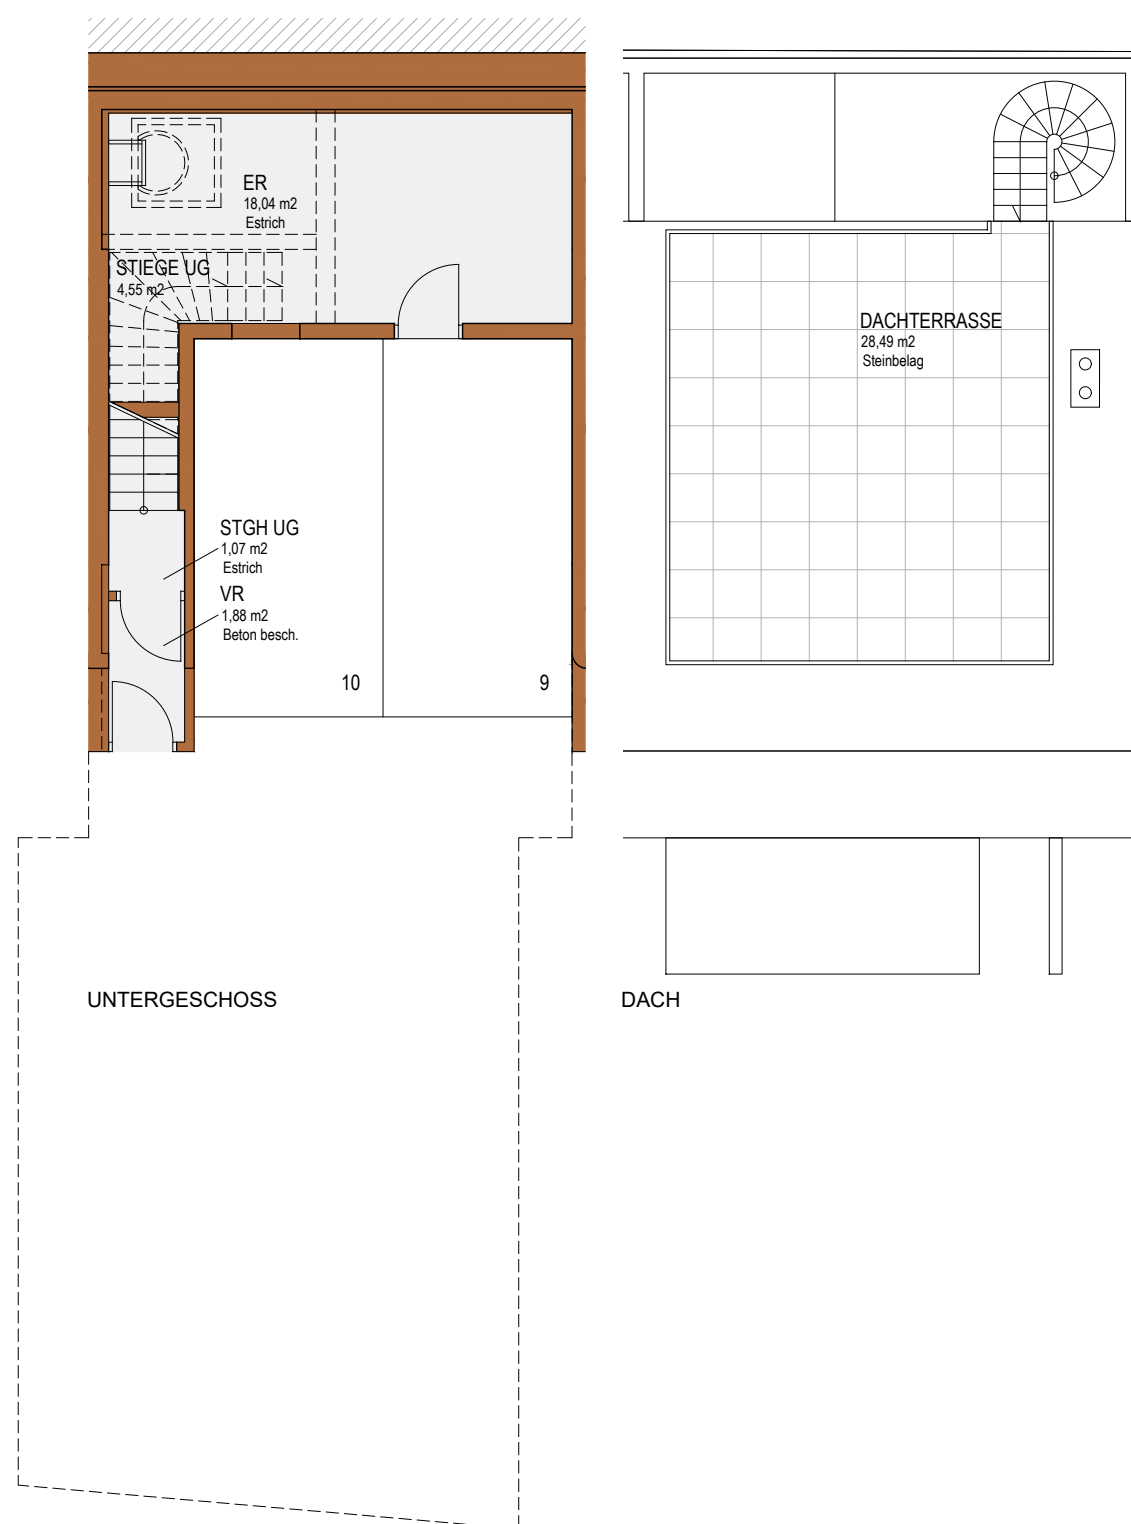 ER
18,04 m2
Estrich
STIEGE UG
4,55 m2
STGH UG
1,07 m2
Estrich
VR
1,88 m2
Beton besch.
10
9
UNTERGESCHOSS
DACHTERRASSE
28,49 m2
Steinbelag
DACH